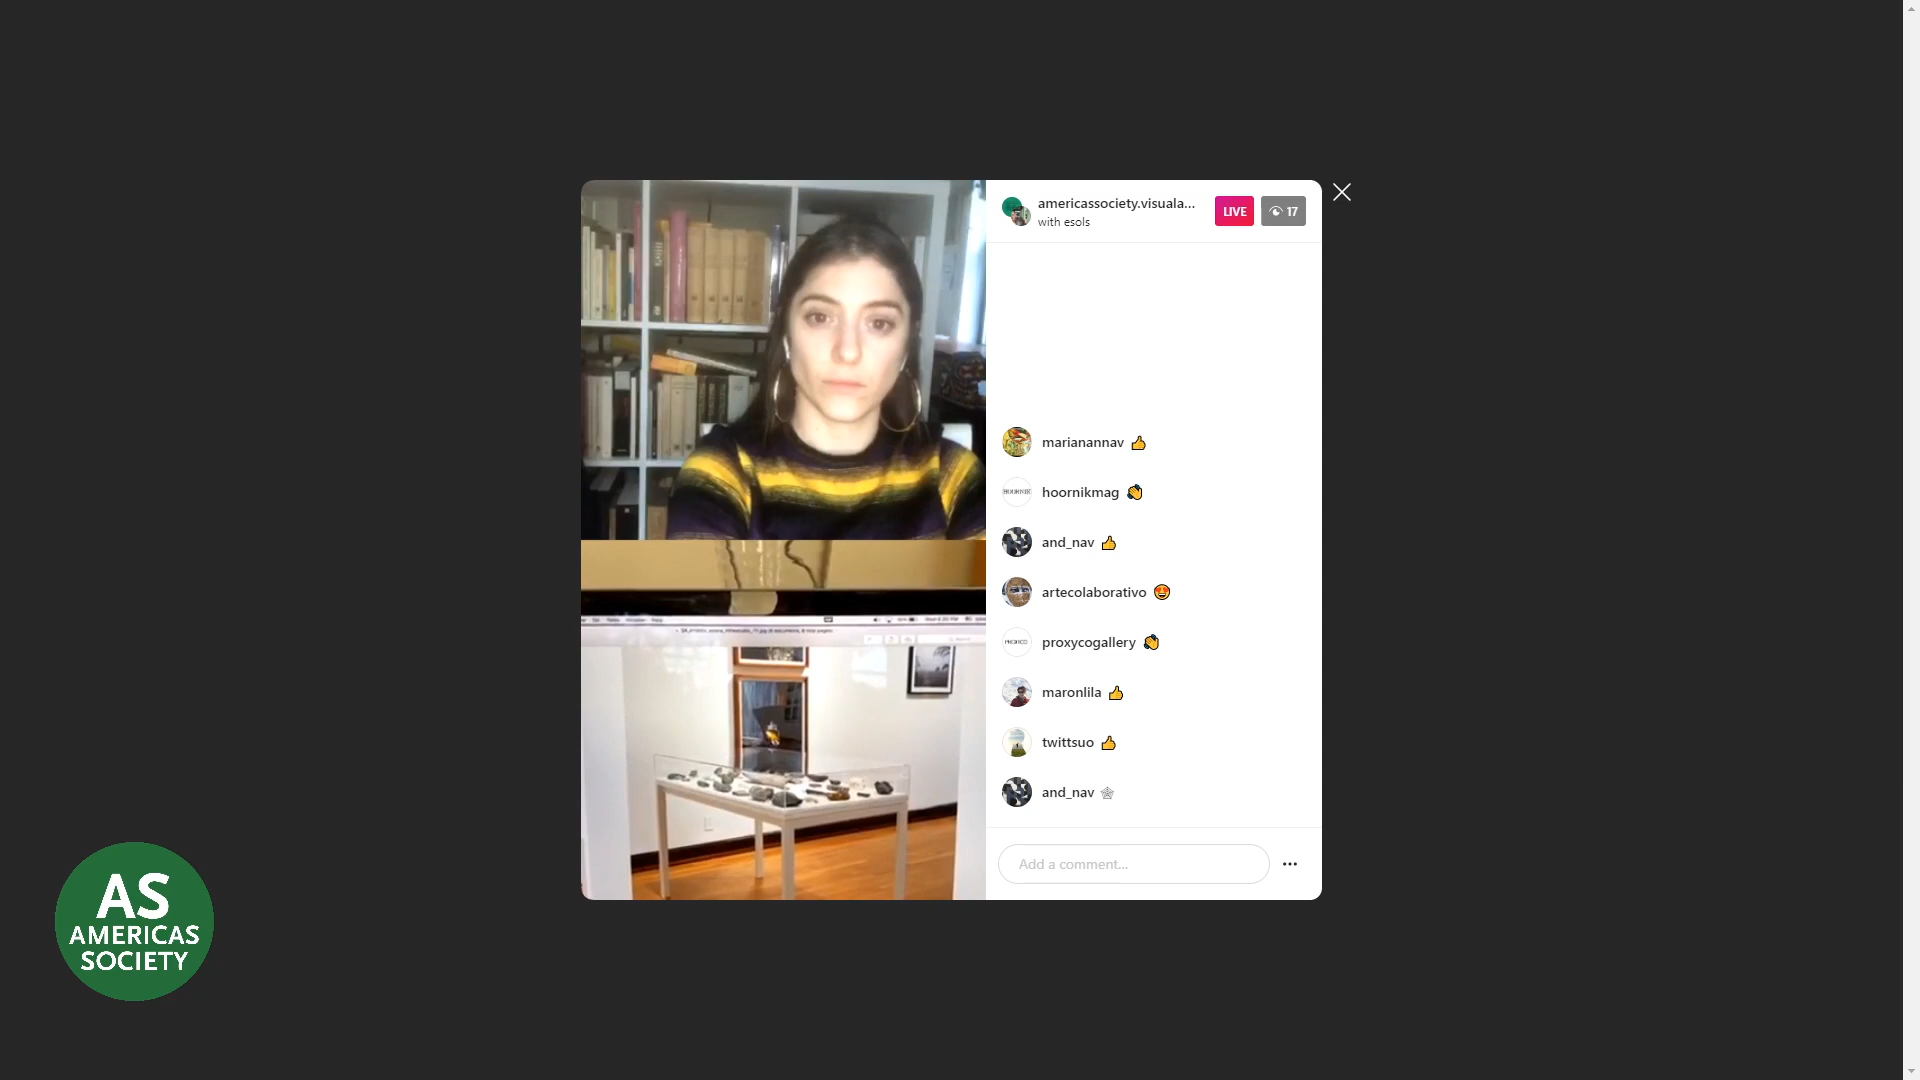 americassociety.visuala...
with esols
LIVE
17
marianannav
hoornikmag
and_nav
artecolaborativo
proxycogallery
maronlila
twittsuo
and_nav
Add a comment...
AS
AMERICAS
SOCIETY